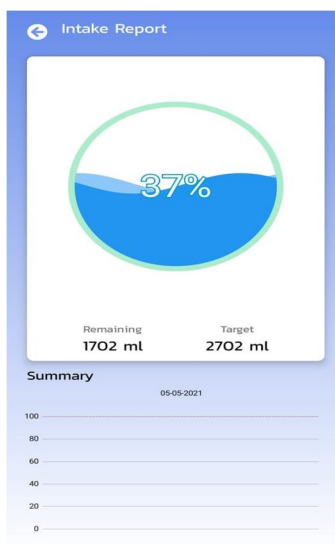 Intake Report
37%
Remaining Target
1702 ml 2702 ml
Summary
05-05-2021
100
80
60
40
20
0